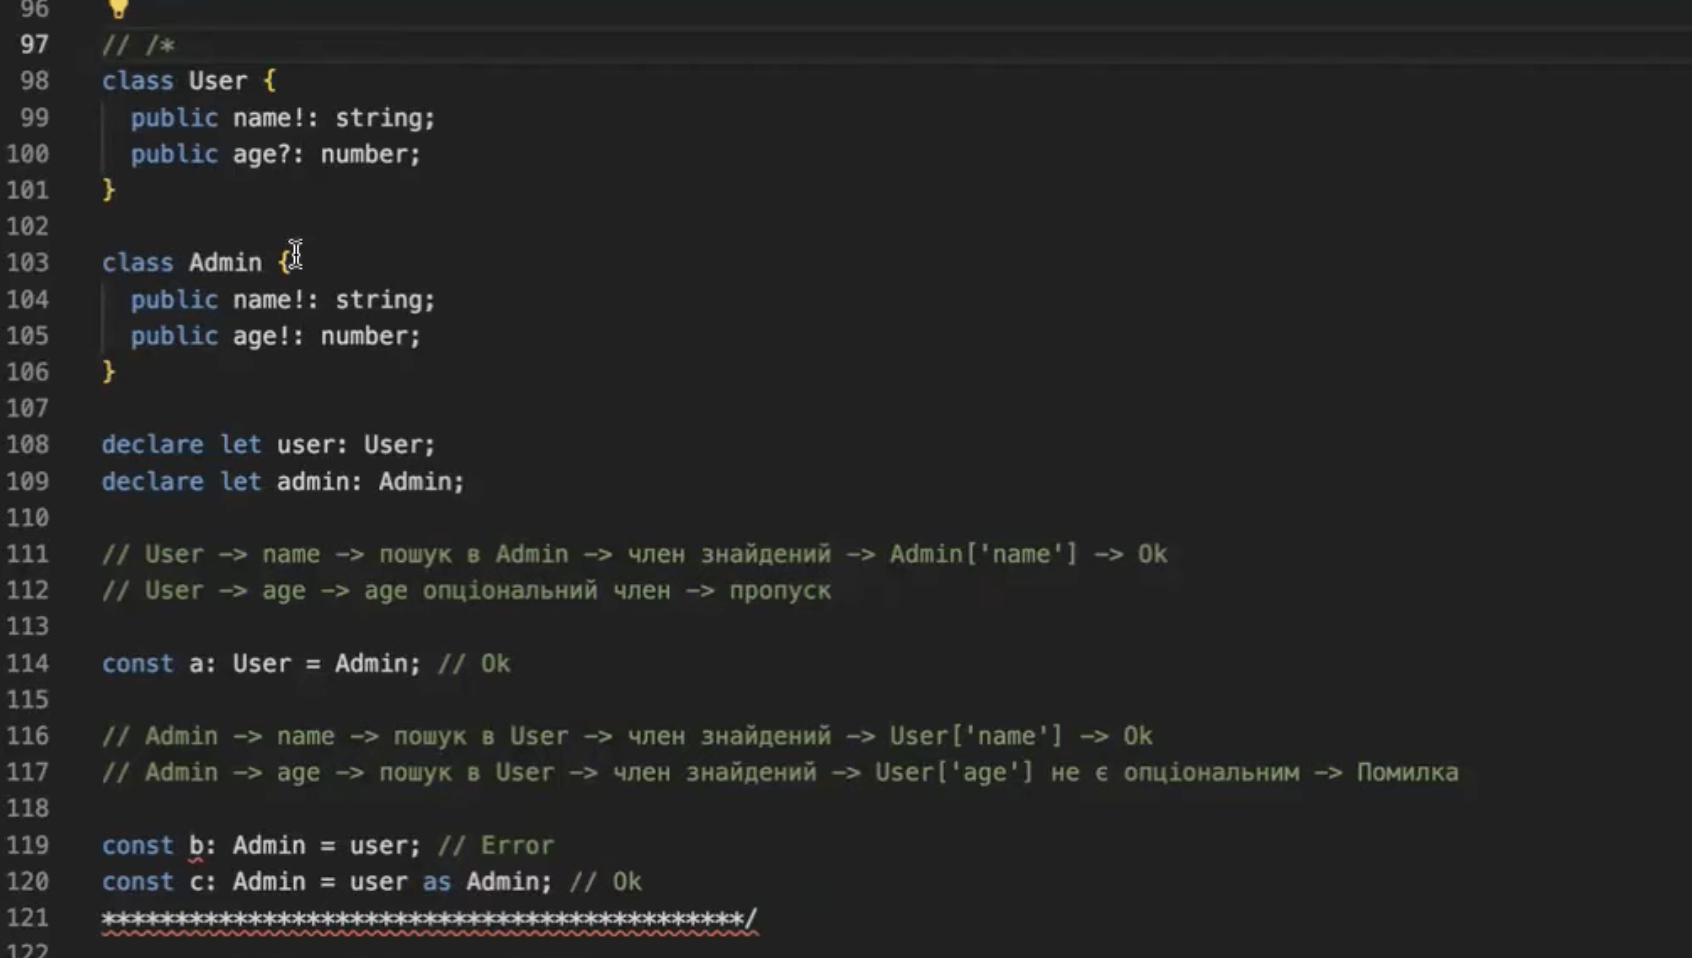 96
97 // /*
98 class User {
99 public name!: string;
100 public age?: number;
101 }
102
103 class Admin {
104 public name!: string;
105 public age!: number;
106 }
107
108 declare let user: User;
109 declare let admin: Admin;
110
111 // User -> name -> пошук в Admin -> член знайдений -> Admin['name'] -> Ok
112 // User -> age -> age опціональний член -> пропуск
113
114 const a: User = Admin; // Ok
115
116 // Admin -> name -> пошук в User -> член знайдений -> User['name'] -> Ok
117 // Admin -> age -> пошук в User -> член знайдений -> User['age'] не є опціональним -> Помилка
118
119 const b: Admin = user; // Error
120 const c: Admin = user as Admin; // Ok
121 ********************************************/
122